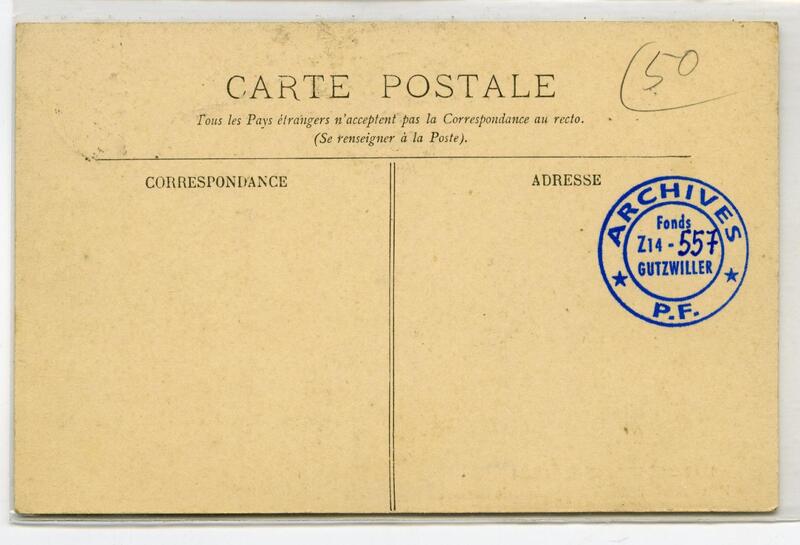 50
CARTE POSTALE
Tous les Pays étrangers n'acceptent pas la Correspondance au recto.
(Se renseigner à la Poste).
CORRESPONDANCE
ADRESSE
ARCHIVES
Fonds
Z14 - 557
GUTZWILLER
P.F.